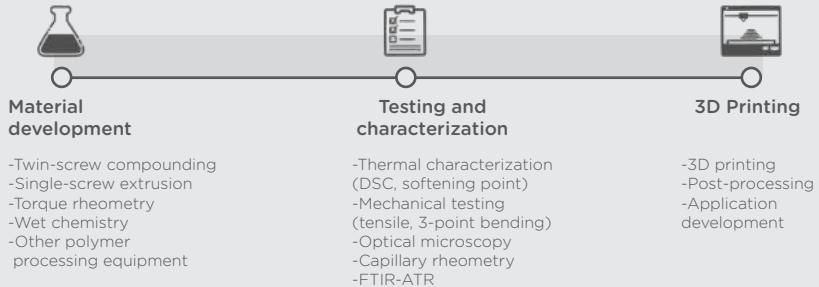 Material
development
-Twin-screw compounding
-Single-screw extrusion
-Torque rheometry
-Wet chemistry
-Other polymer
processing equipment
Testing and
characterization
-Thermal characterization
(DSC, softening point)
-Mechanical testing
(tensile, 3-point bending)
-Optical microscopy
-Capillary rheometry
-FTIR-ATR
3D Printing
-3D printing
-Post-processing
-Application
development